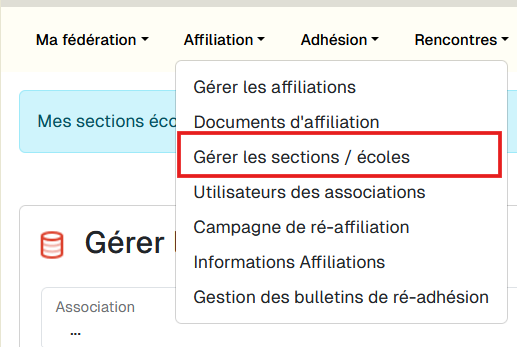 Ma fédération Affiliation Adhésion Rencontres
Gérer les affiliations
Documents d'affiliation
Mes sections éco
Gérer les sections / écoles
Utilisateurs des associations
Campagne de ré-affiliation
Gérer
Informations Affiliations
Gestion des bulletins de ré-adhésion
Association
...